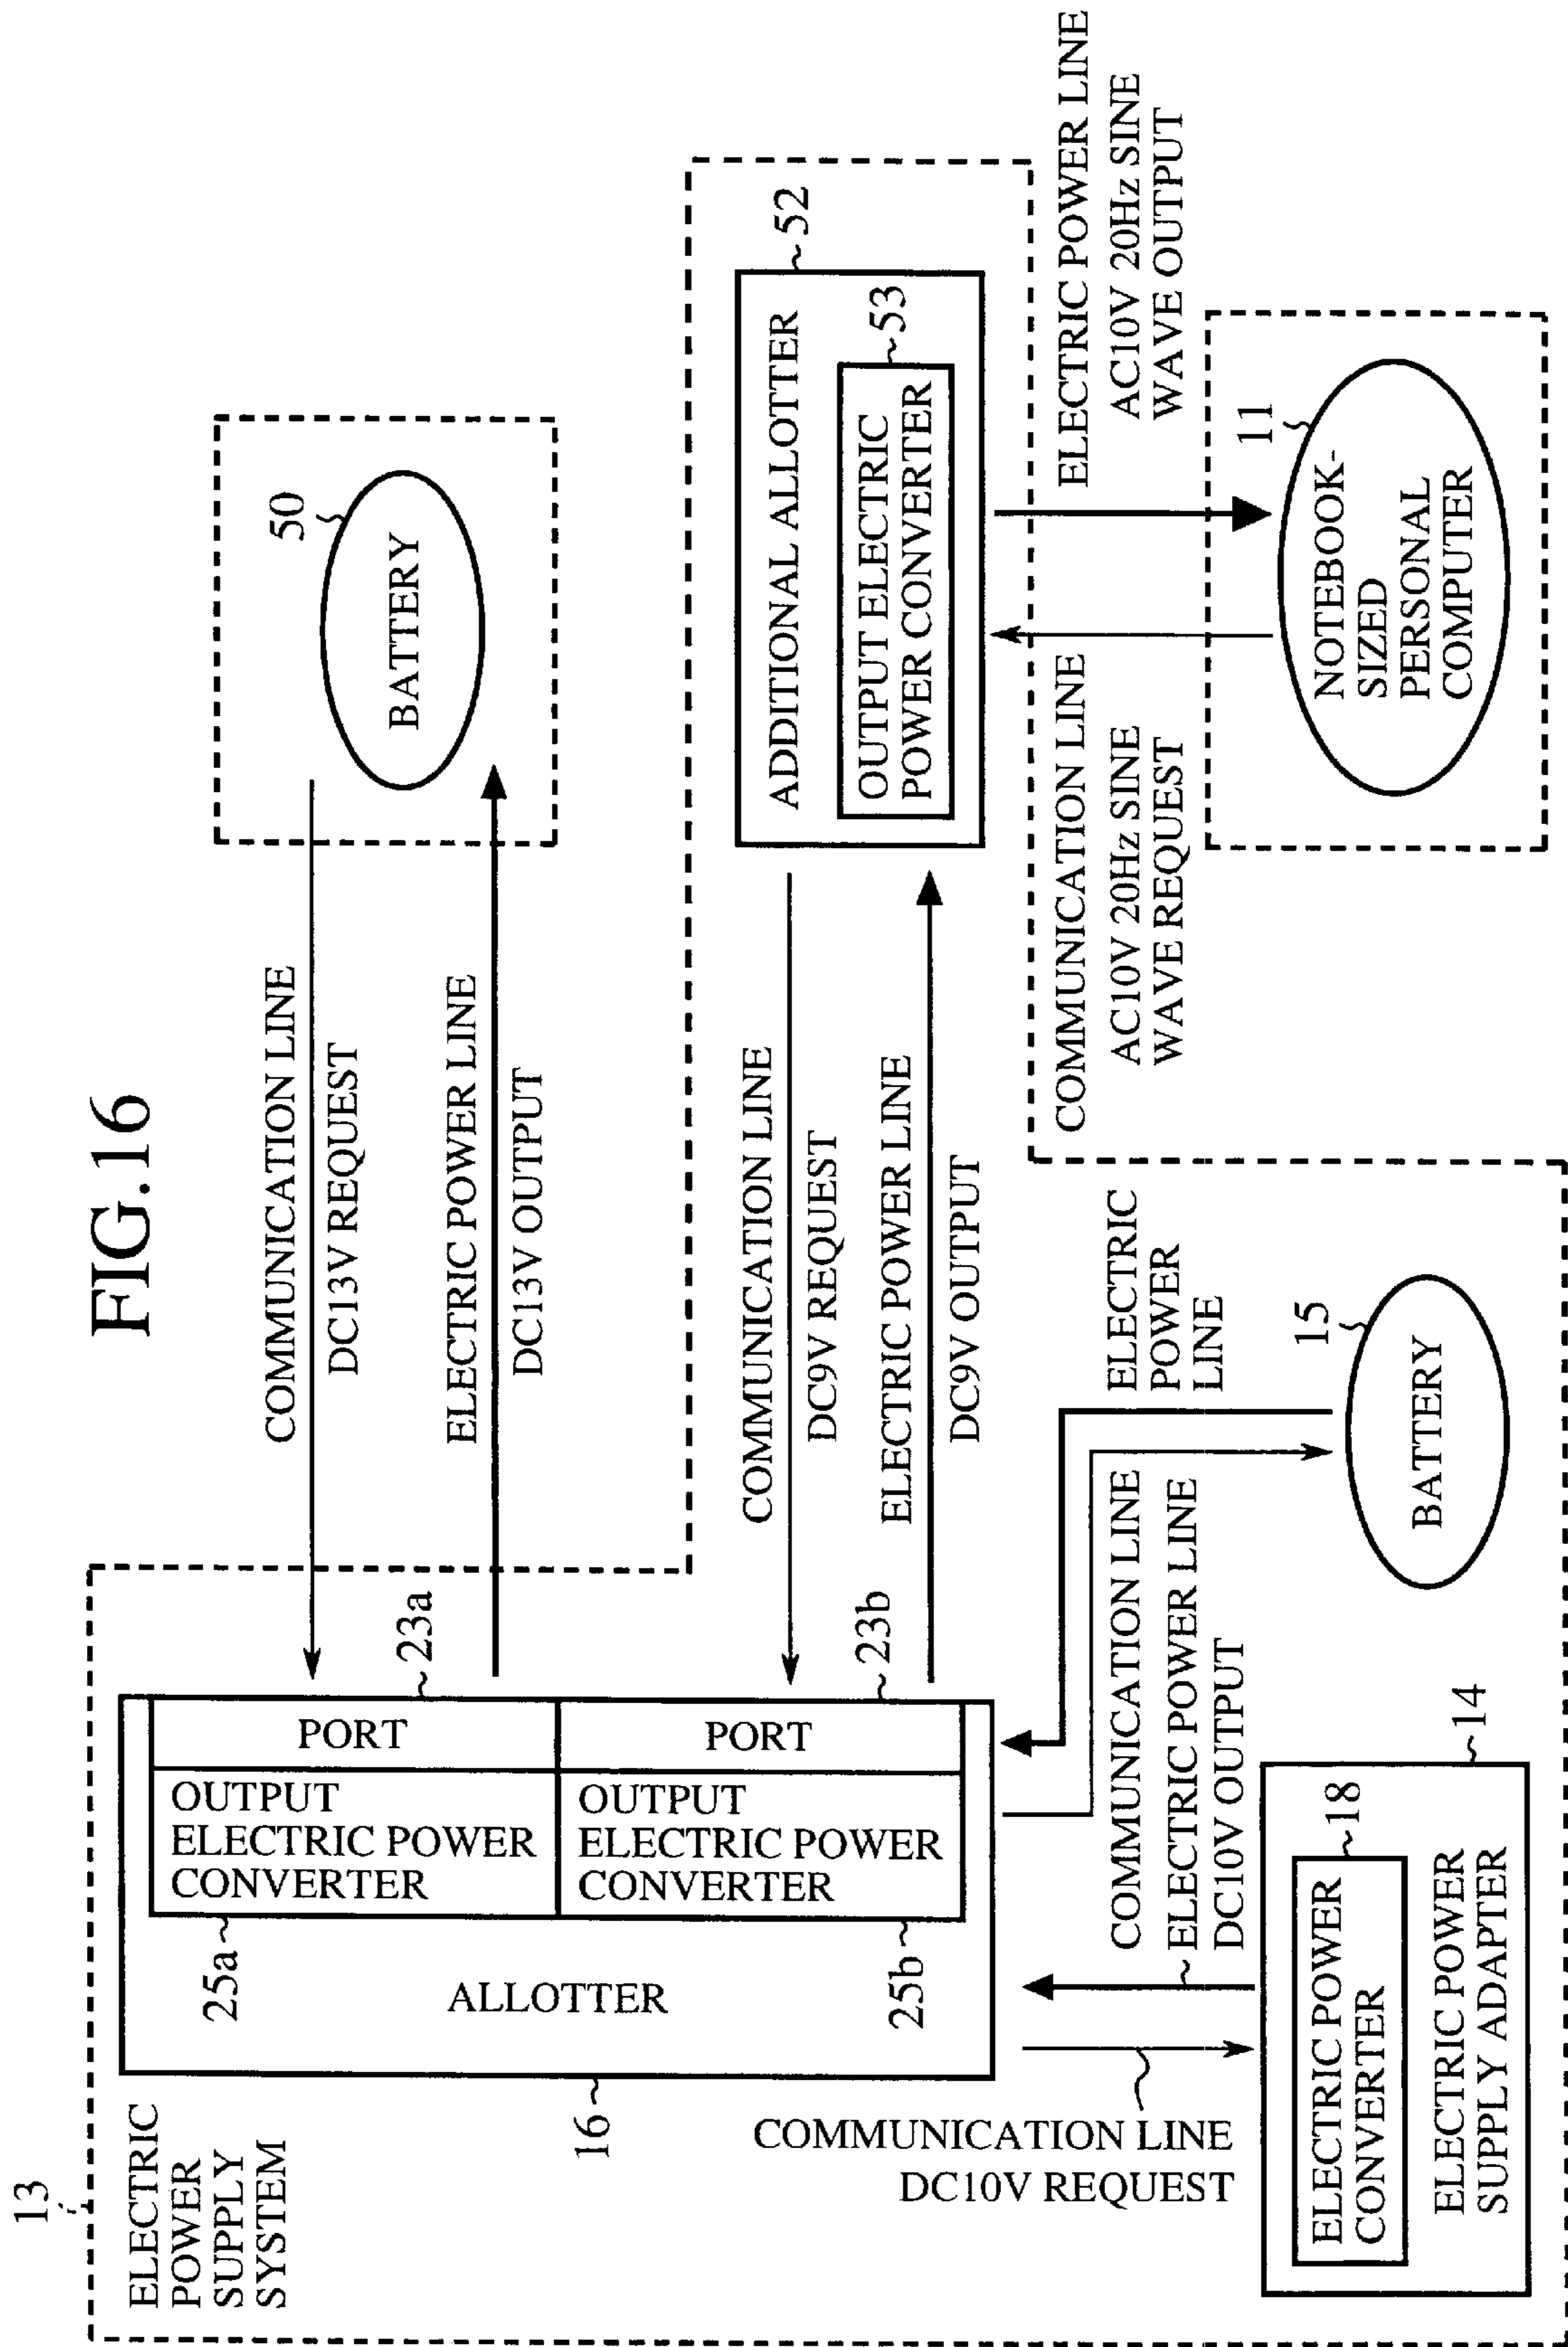 FIG.16
13
ELECTRIC
POWER
SUPPLY
SYSTEM
COMMUNICATION LINE
DC13V REQUEST
ELECTRIC POWER LINE
DC13V OUTPUT
50
BATTERY
25a
OUTPUT
ELECTRIC POWER
CONVERTER
PORT
23a
ALLOTTER
16
25b
OUTPUT
ELECTRIC POWER
CONVERTER
PORT
23b
COMMUNICATION LINE
DC9V REQUEST
ELECTRIC POWER LINE
DC9V OUTPUT
ADDITIONAL ALLOTTER
52
OUTPUT ELECTRIC
POWER CONVERTER
53
COMMUNICATION LINE
DC10V REQUEST
COMMUNICATION LINE
ELECTRIC POWER LINE
DC10V OUTPUT
ELECTRIC
POWER
LINE
COMMUNICATION LINE
AC10V 20Hz SINE
WAVE REQUEST
ELECTRIC POWER LINE
AC10V 20Hz SINE
WAVE OUTPUT
ELECTRIC POWER
CONVERTER
18
ELECTRIC POWER
SUPPLY ADAPTER
14
15
BATTERY
11
NOTEBOOK-
SIZED
PERSONAL
COMPUTER